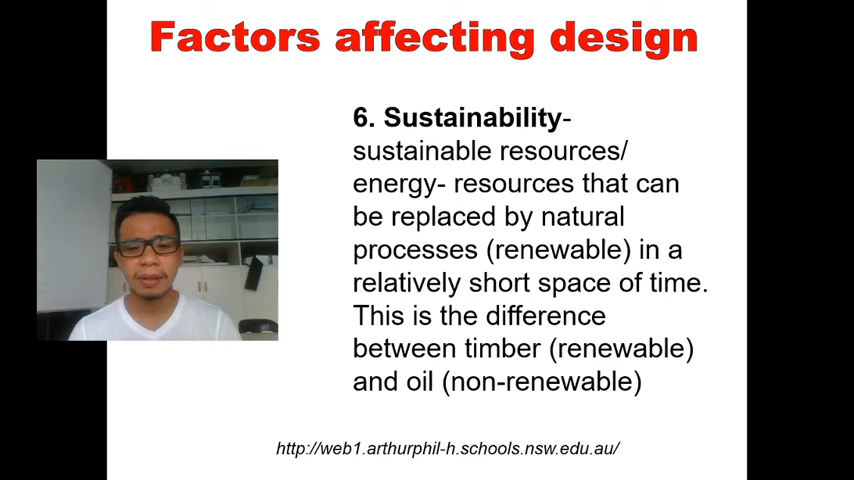 Factors affecting design
6. Sustainability-
sustainable resources/
energy- resources that can
be replaced by natural
processes (renewable) in a
relatively short space of time.
This is the difference
between timber (renewable)
and oil (non-renewable)
http://web1.arthurphil-h.schools.nsw.edu.au/